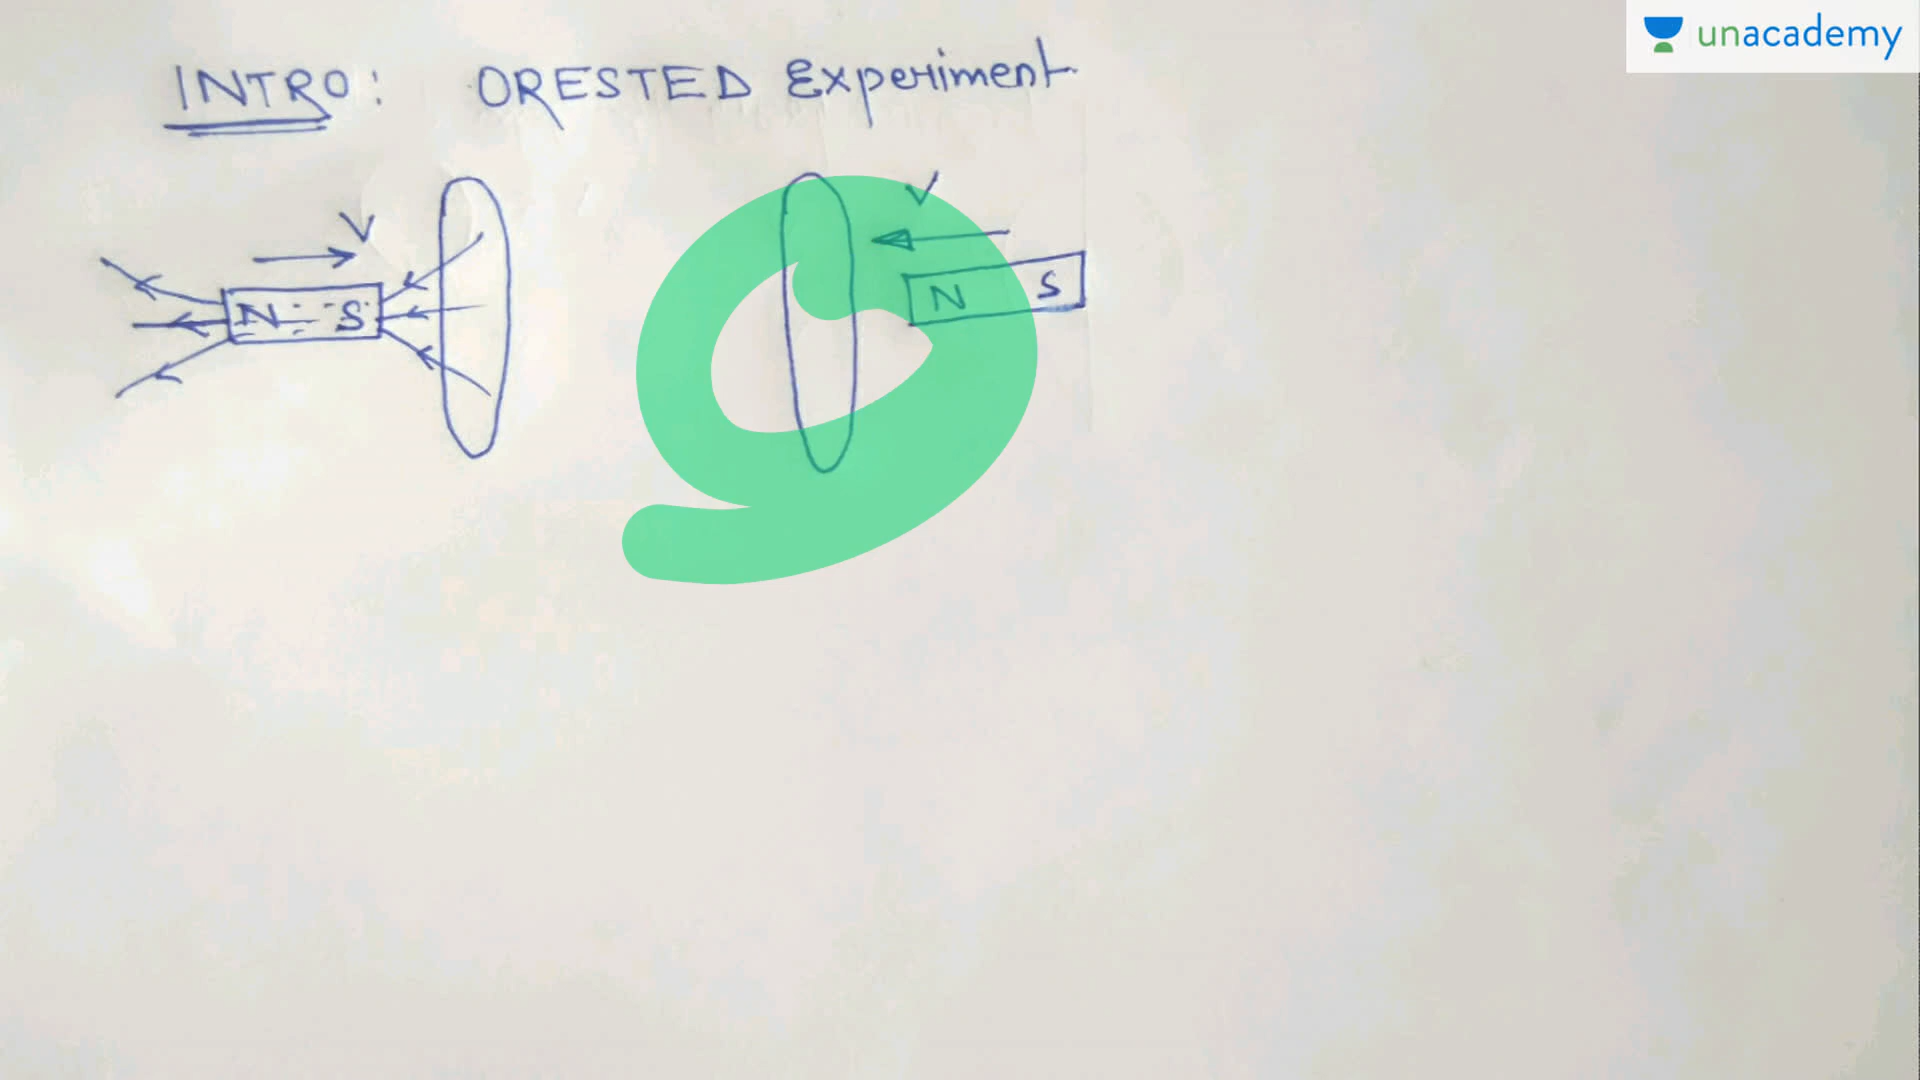 unacademy
INTRO: ORESTED Experiment
V
V
N S
N S